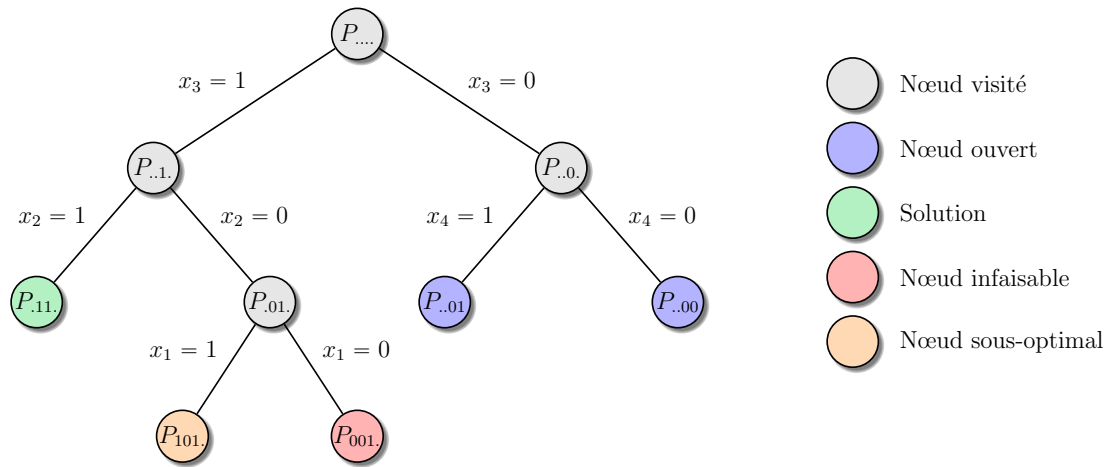 P....
x3 = 1
x3 = 0
P..1.
P..0.
x2 = 1
x2 = 0
x4 = 1
x4 = 0
P.11.
P.01.
P..01
P..00
x1 = 1
x1 = 0
P101.
P001.
Nœud visité
Nœud ouvert
Solution
Nœud infaisable
Nœud sous-optimal